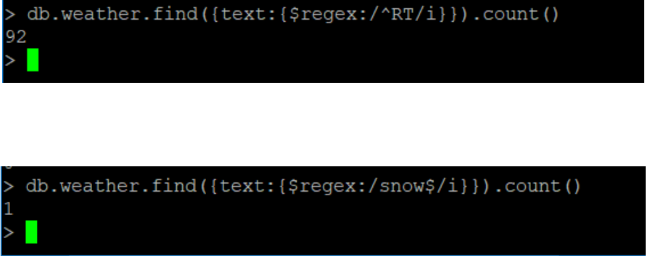 > db.weather.find({text:{$regex:/^RT/i}}).count()
92
>
> db.weather.find({text:{$regex:/snow$/i}}).count()
1
>